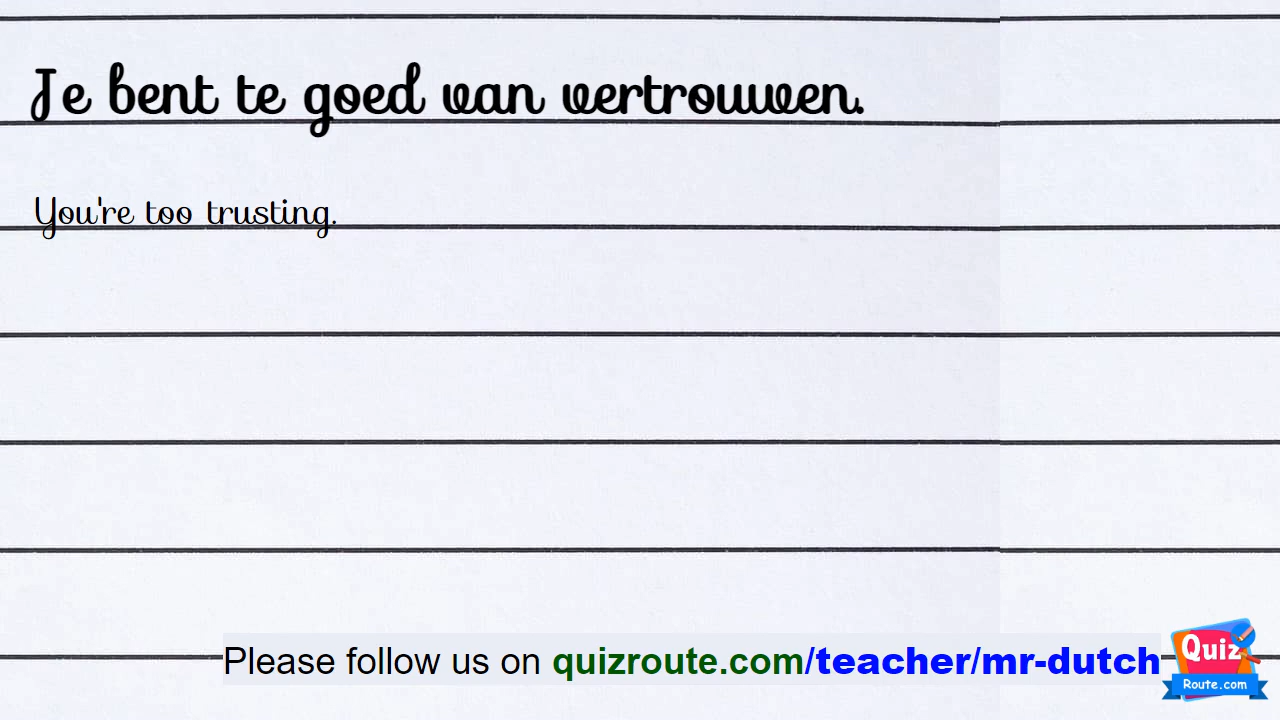 Je bent te goed van vertrouwen.
You're too trusting.
Please follow us on quizroute.com/teacher/mr-dutch
Quiz
Route.com